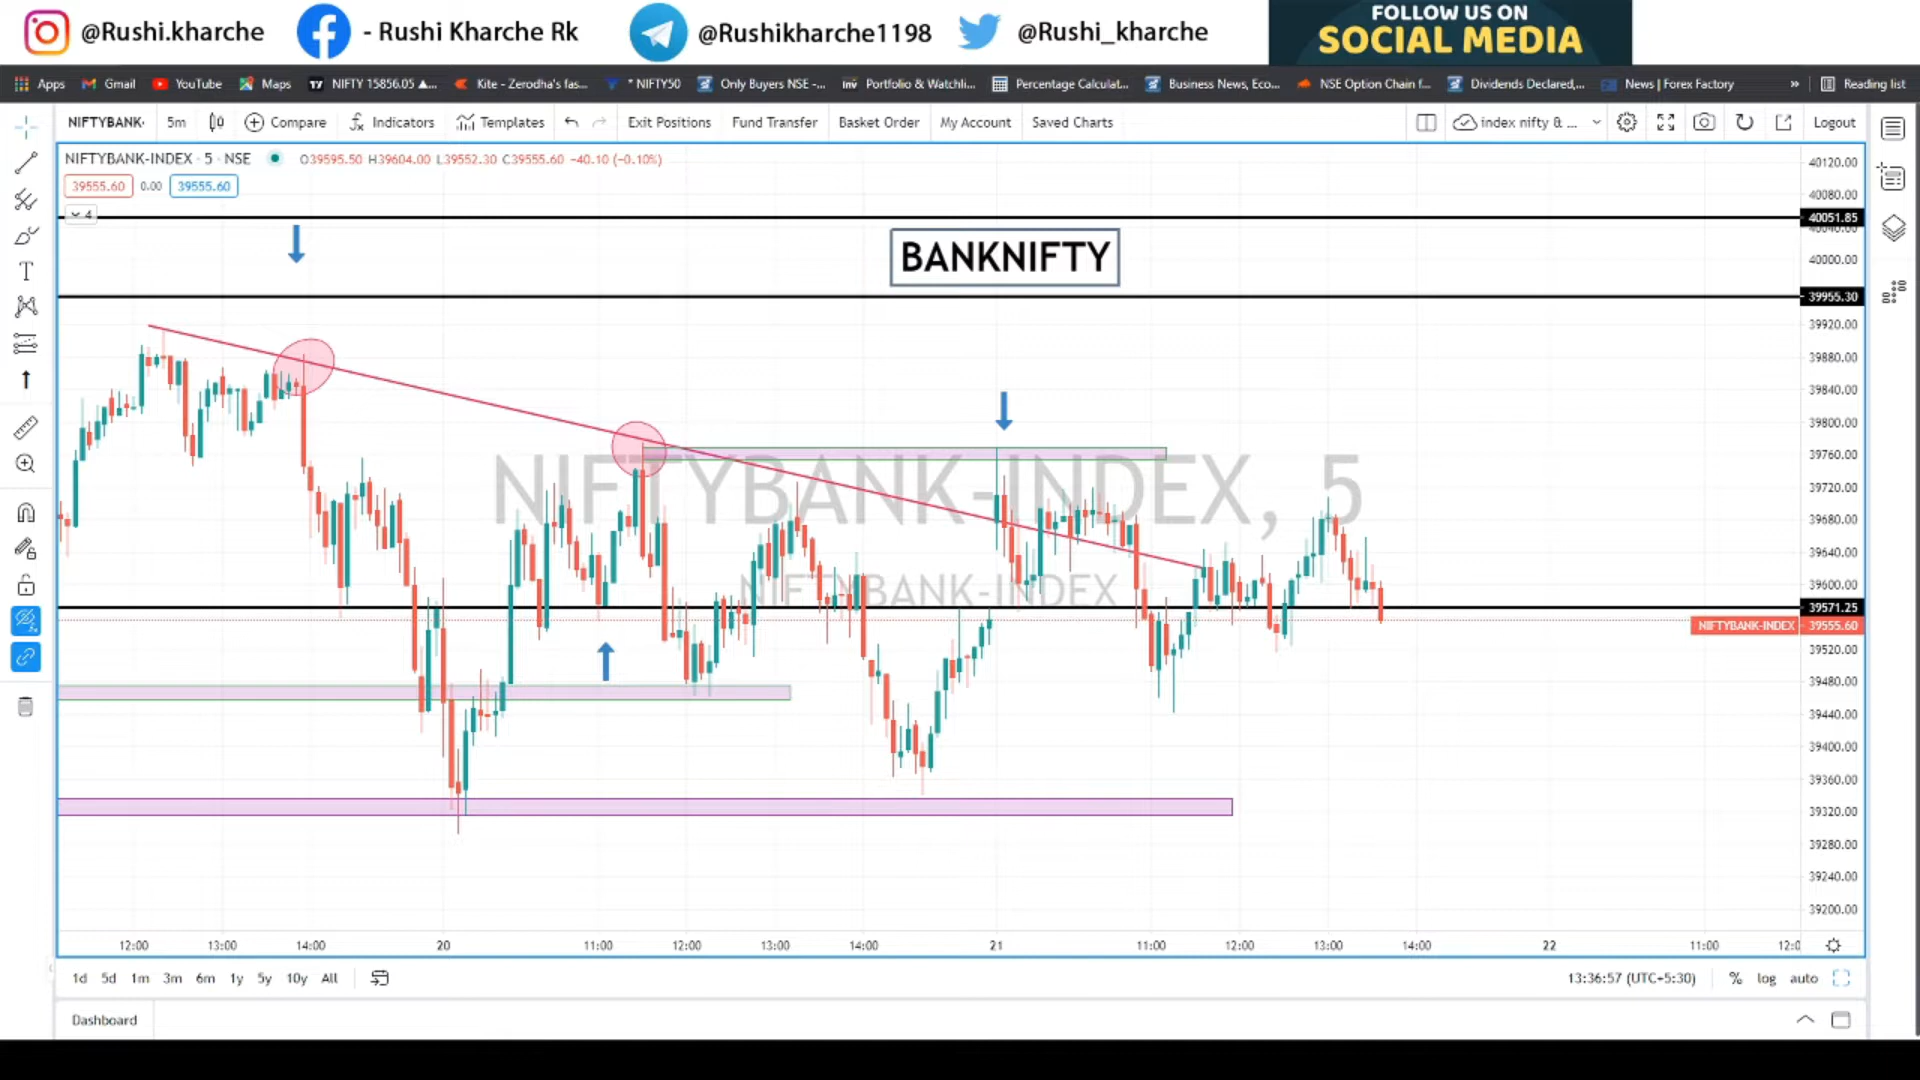 @Rushi.kharche - Rushi Kharche Rk @Rushikharche1198 @Rushi_kharche
FOLLOW US ON
SOCIAL MEDIA
Apps Gmail YouTube Maps NIFTY 15856.05 ▲... Kite - Zerodha's fas... * NIFTY50 Only Buyers NSE -... Portfolio & Watchli... Percentage Calculat... Business News, Eco... NSE Option Chain f... Dividends Declared,... News | Forex Factory » Reading list
NIFTYBANK- 5m Compare Indicators Templates Exit Positions Fund Transfer Basket Order My Account Saved Charts index nifty & ... Logout
NIFTYBANK-INDEX · 5 · NSE O39595.50 H39604.00 L39552.30 C39555.60 -40.10 (-0.10%)
39555.60 0.00 39555.60
4
BANKNIFTY
NIFTYBANK-INDEX, 5
NIFTYBANK-INDEX
40120.00
40080.00
40051.85
40040.00
40000.00
39955.30
39920.00
39880.00
39840.00
39800.00
39760.00
39720.00
39680.00
39640.00
39600.00
39571.25
NIFTYBANK-INDEX 39555.60
39520.00
39480.00
39440.00
39400.00
39360.00
39320.00
39280.00
39240.00
39200.00
12:00 13:00 14:00 20 11:00 12:00 13:00 14:00 21 11:00 12:00 13:00 14:00 22 11:00 12:0
1d 5d 1m 3m 6m 1y 5y 10y All 13:36:57 (UTC+5:30) % log auto
Dashboard